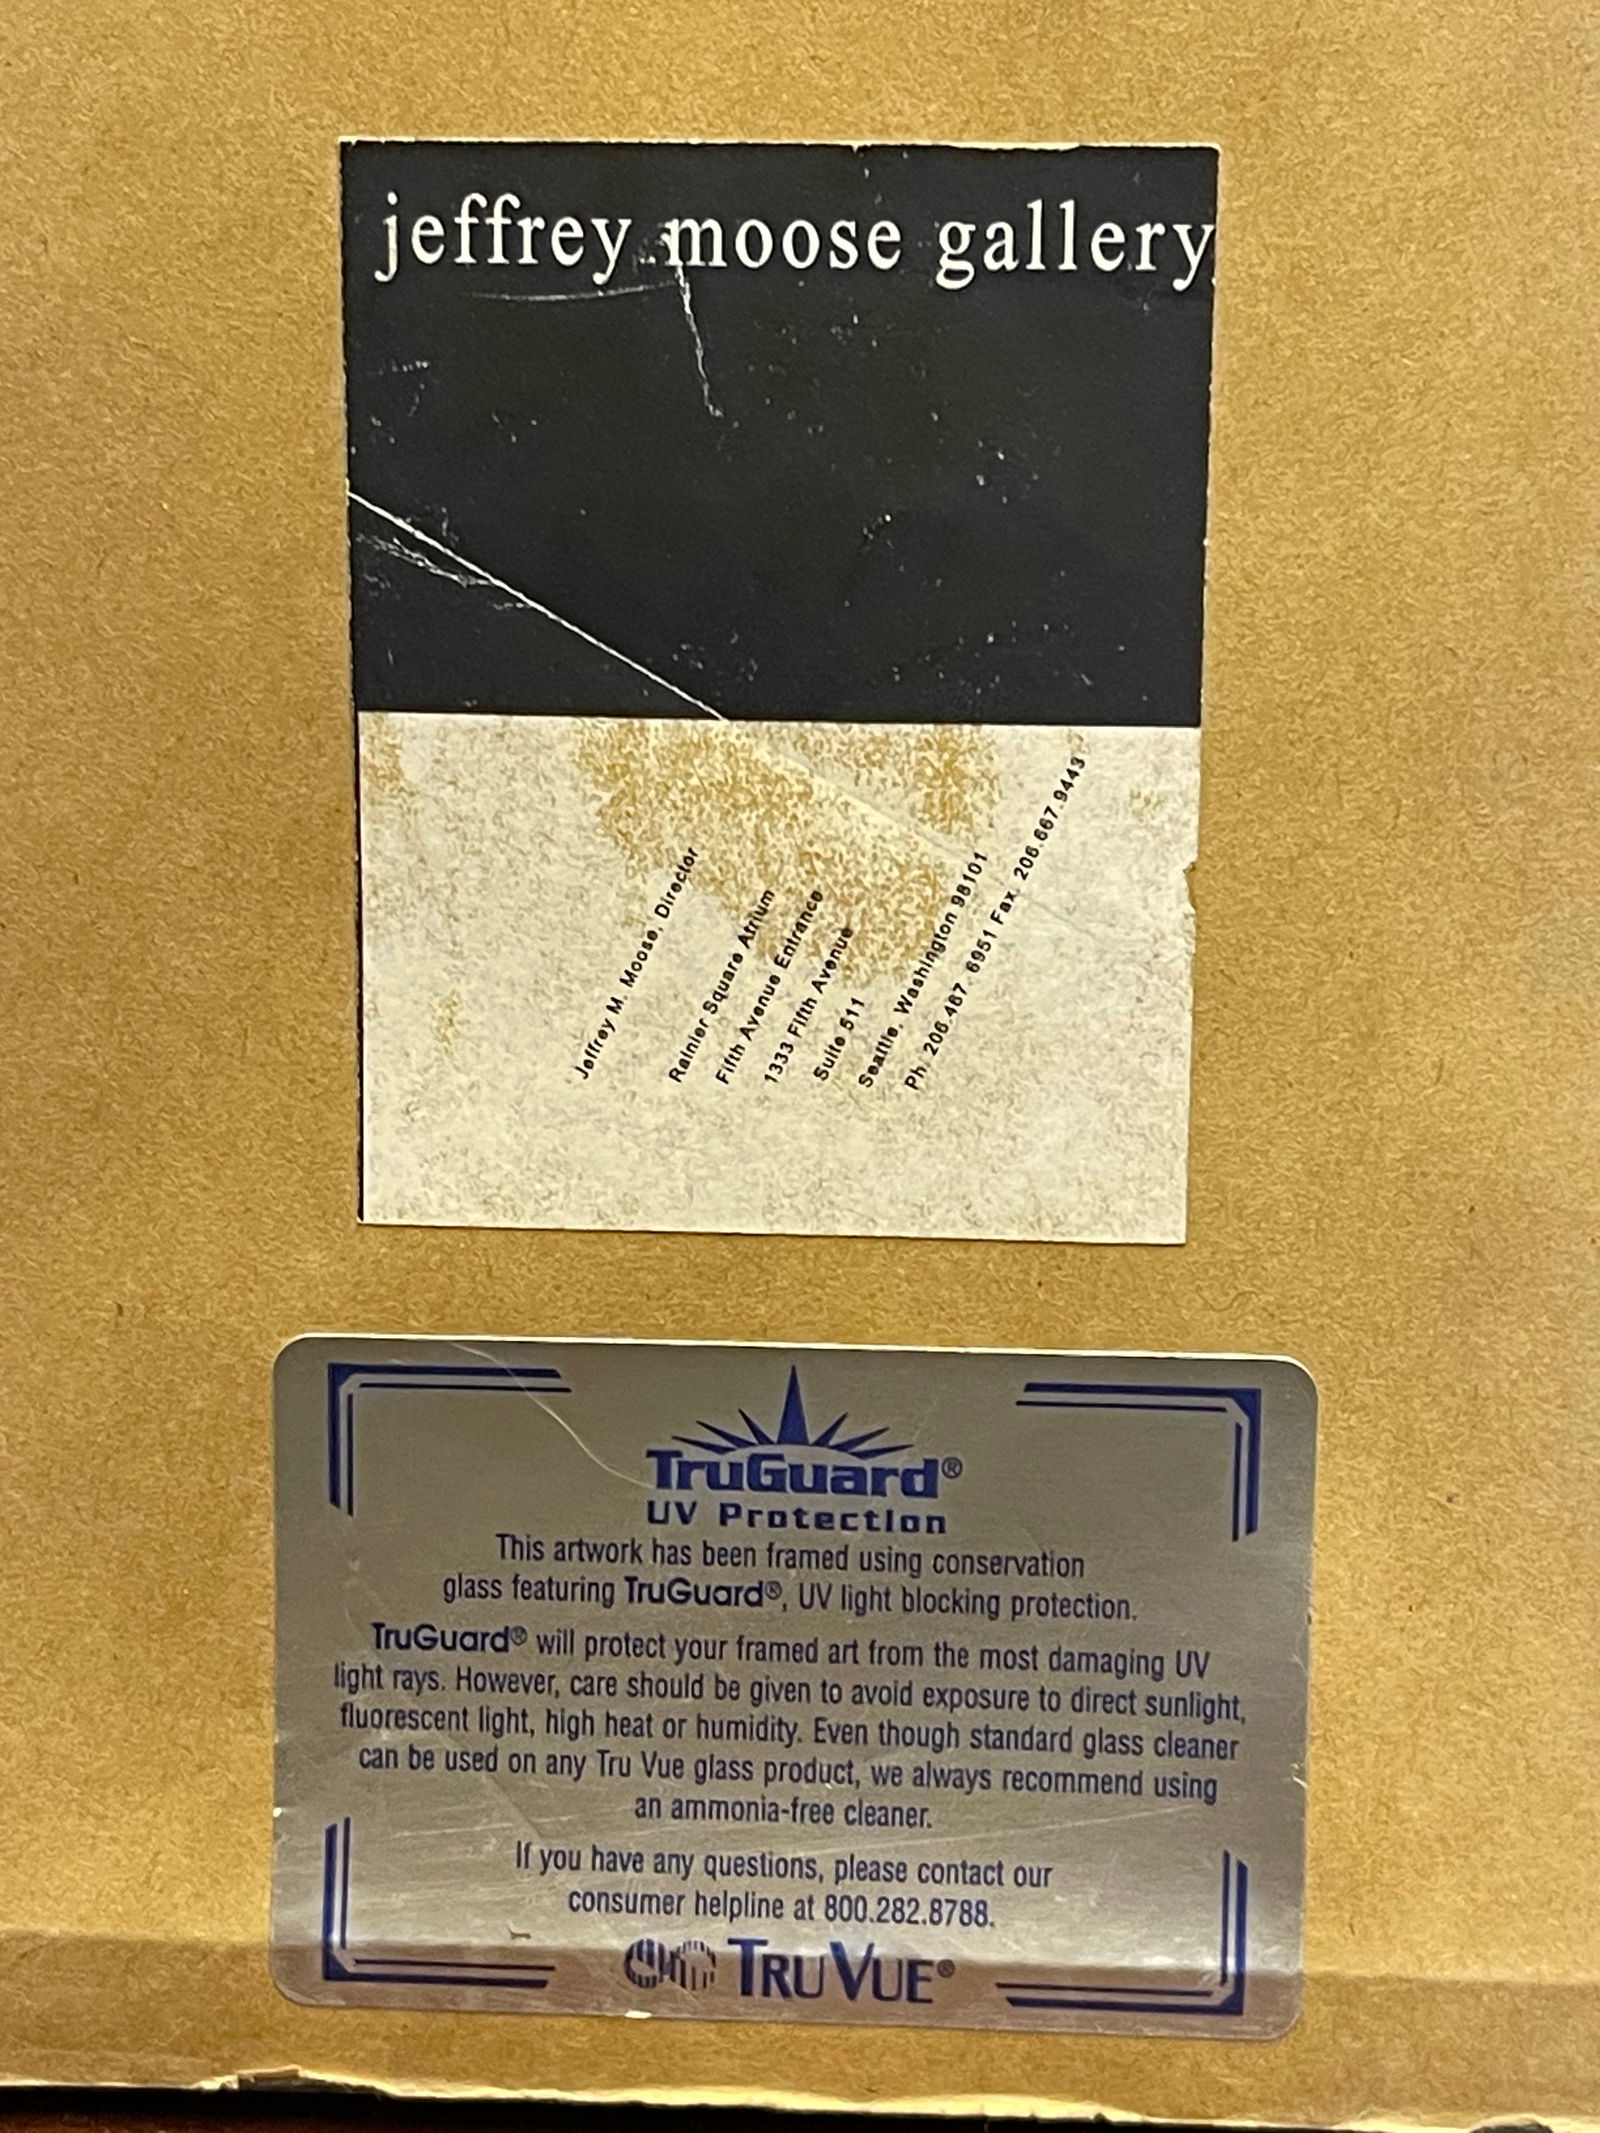 jeffrey moose gallery
Jeffrey M. Moose, Director
Rainier Square Atrium
Fifth Avenue Entrance
1333 Fifth Avenue
Suite 511
Seattle, Washington 98101
Ph. 206.467.6951 Fax. 206.667.9443
TruGuard®
UV Protection
This artwork has been framed using conservation
glass featuring TruGuard®, UV light blocking protection.
TruGuard® will protect your framed art from the most damaging UV
light rays. However, care should be given to avoid exposure to direct sunlight,
fluorescent light, high heat or humidity. Even though standard glass cleaner
can be used on any Tru Vue glass product, we always recommend using
an ammonia-free cleaner.
If you have any questions, please contact our
consumer helpline at 800.282.8788.
TRU VUE®